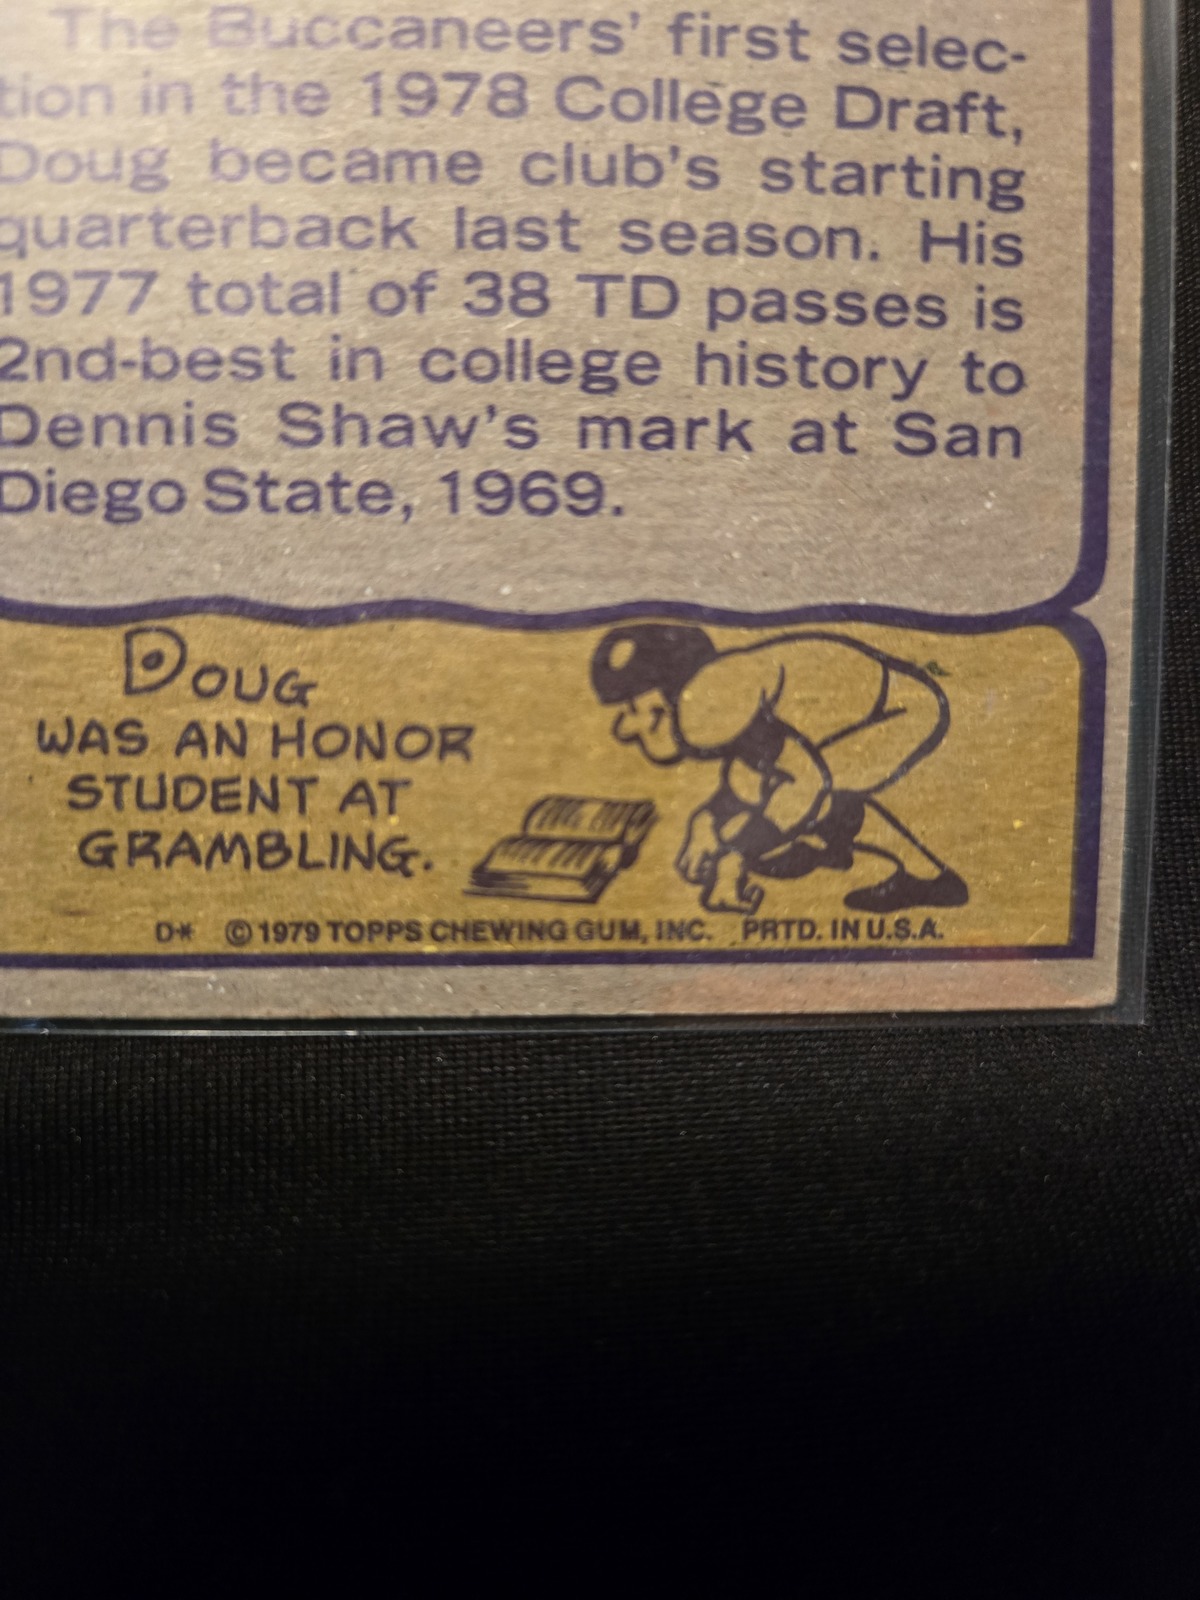 The Buccaneers' first selec-
tion in the 1978 College Draft,
Doug became club's starting
quarterback last season. His
1977 total of 38 TD passes is
2nd-best in college history to
Dennis Shaw's mark at San
Diego State, 1969.
DOUG
WAS AN HONOR
STUDENT AT
GRAMBLING.
D* © 1979 TOPPS CHEWING GUM, INC. PRTD. IN U.S.A.